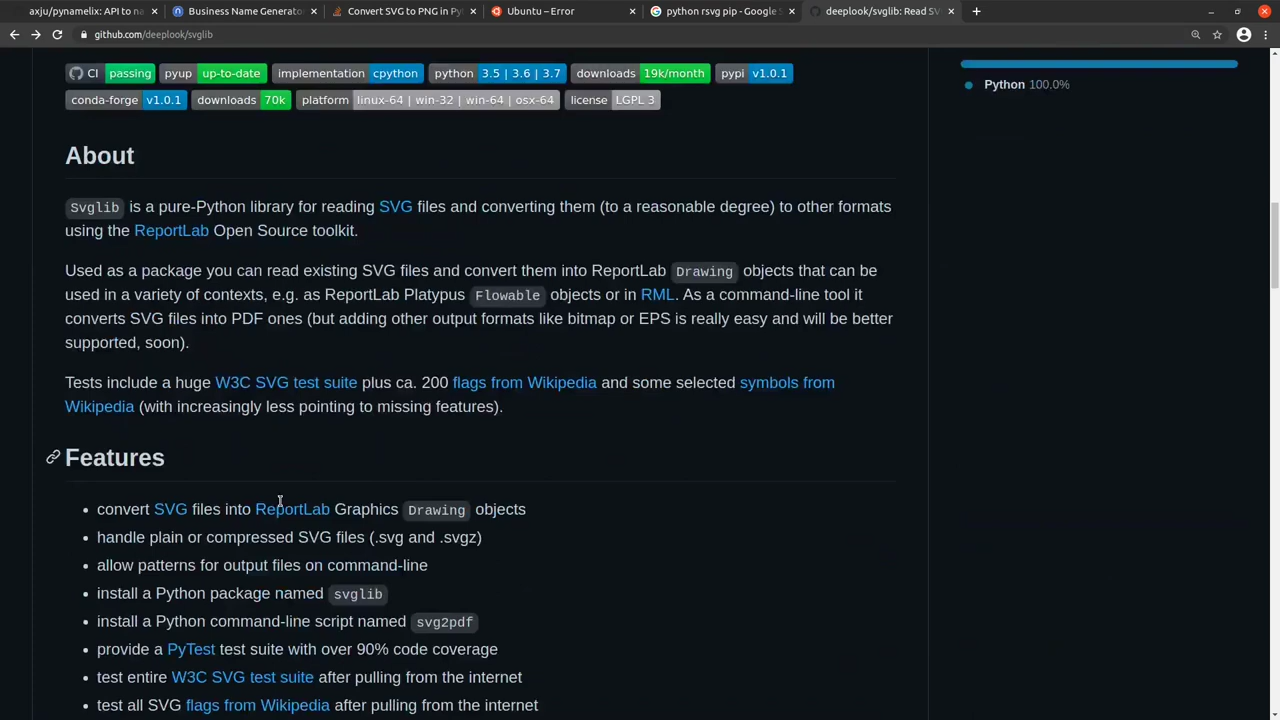 axju/pynamelix: API to na
Business Name Generato
Convert SVG to PNG in Py
Ubuntu – Error
python rsvg pip - Google S
deeplook/svglib: Read SV
github.com/deeplook/svglib
CI passing pyup up-to-date implementation cpython python 3.5 | 3.6 | 3.7 downloads 19k/month pypi v1.0.1
conda-forge v1.0.1 downloads 70k platform linux-64 | win-32 | win-64 | osx-64 license LGPL 3
Python 100.0%
About
Svglib is a pure-Python library for reading SVG files and converting them (to a reasonable degree) to other formats
using the ReportLab Open Source toolkit.
Used as a package you can read existing SVG files and convert them into ReportLab Drawing objects that can be
used in a variety of contexts, e.g. as ReportLab Platypus Flowable objects or in RML. As a command-line tool it
converts SVG files into PDF ones (but adding other output formats like bitmap or EPS is really easy and will be better
supported, soon).
Tests include a huge W3C SVG test suite plus ca. 200 flags from Wikipedia and some selected symbols from
Wikipedia (with increasingly less pointing to missing features).
Features
• convert SVG files into ReportLab Graphics Drawing objects
• handle plain or compressed SVG files (.svg and .svgz)
• allow patterns for output files on command-line
• install a Python package named svglib
• install a Python command-line script named svg2pdf
• provide a PyTest test suite with over 90% code coverage
• test entire W3C SVG test suite after pulling from the internet
• test all SVG flags from Wikipedia after pulling from the internet